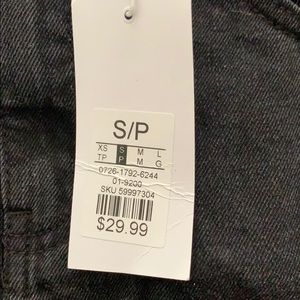 S/P
XS S M L
TP P M G
0726-1792-6244
01-9200
SKU 59997304
$29.99